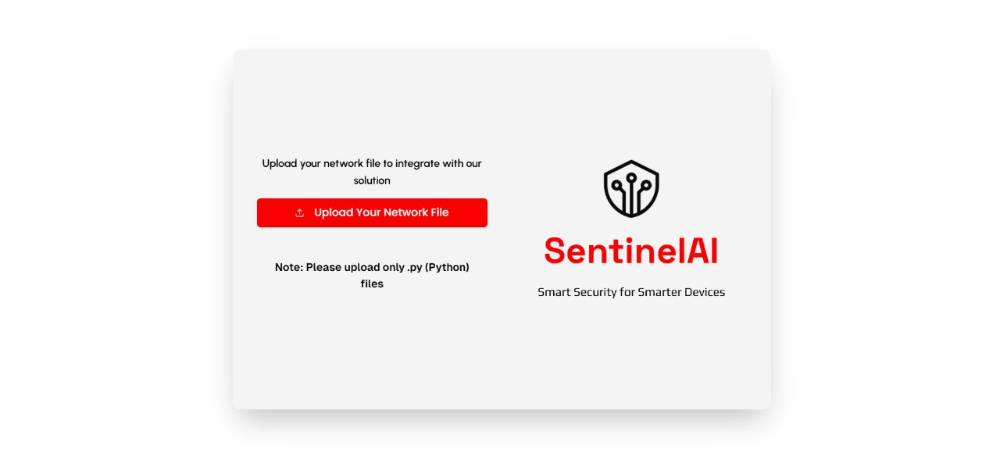 Upload your network file to integrate with our
solution
Upload Your Network File
Note: Please upload only .py (Python)
files
SentinelAI
Smart Security for Smarter Devices